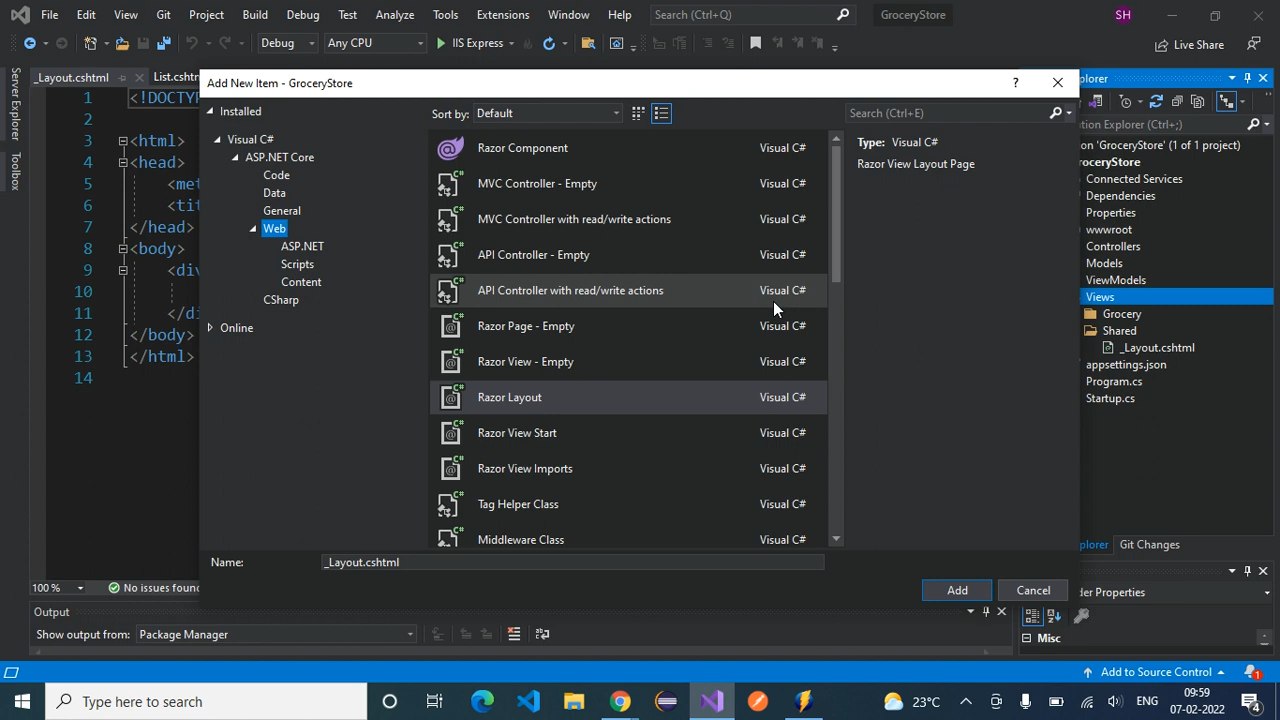 File Edit View Git Project Build Debug Test Analyze Tools Extensions Window Help Search (Ctrl+Q) GroceryStore SH
Debug Any CPU IIS Express Live Share
_Layout.cshtml List.cshtm
Server Explorer
Toolbox
1 <!DOCTYP
2
3 <html>
4 <head>
5 <met
6 <tit
7 </head>
8 <body>
9 <div
10
11 </di
12 </body>
13 </html>
14
100 % No issues found
Add New Item - GroceryStore ?
Installed
Visual C#
ASP.NET Core
Code
Data
General
Web
ASP.NET
Scripts
Content
CSharp
Online
Sort by: Default
Search (Ctrl+E)
Razor Component Visual C#
MVC Controller - Empty Visual C#
MVC Controller with read/write actions Visual C#
API Controller - Empty Visual C#
API Controller with read/write actions Visual C#
Razor Page - Empty Visual C#
Razor View - Empty Visual C#
Razor Layout Visual C#
Razor View Start Visual C#
Razor View Imports Visual C#
Tag Helper Class Visual C#
Middleware Class Visual C#
Type: Visual C#
Razor View Layout Page
Name: _Layout.cshtml
Add Cancel
plorer
tion Explorer (Ctrl+;)
on 'GroceryStore' (1 of 1 project)
roceryStore
Connected Services
Dependencies
Properties
wwwroot
Controllers
Models
ViewModels
Views
Grocery
Shared
_Layout.cshtml
appsettings.json
Program.cs
Startup.cs
plorer Git Changes
der Properties
Misc
Output
Show output from: Package Manager
Add to Source Control 1
Type here to search 23°C ENG 09:59
07-02-2022 4